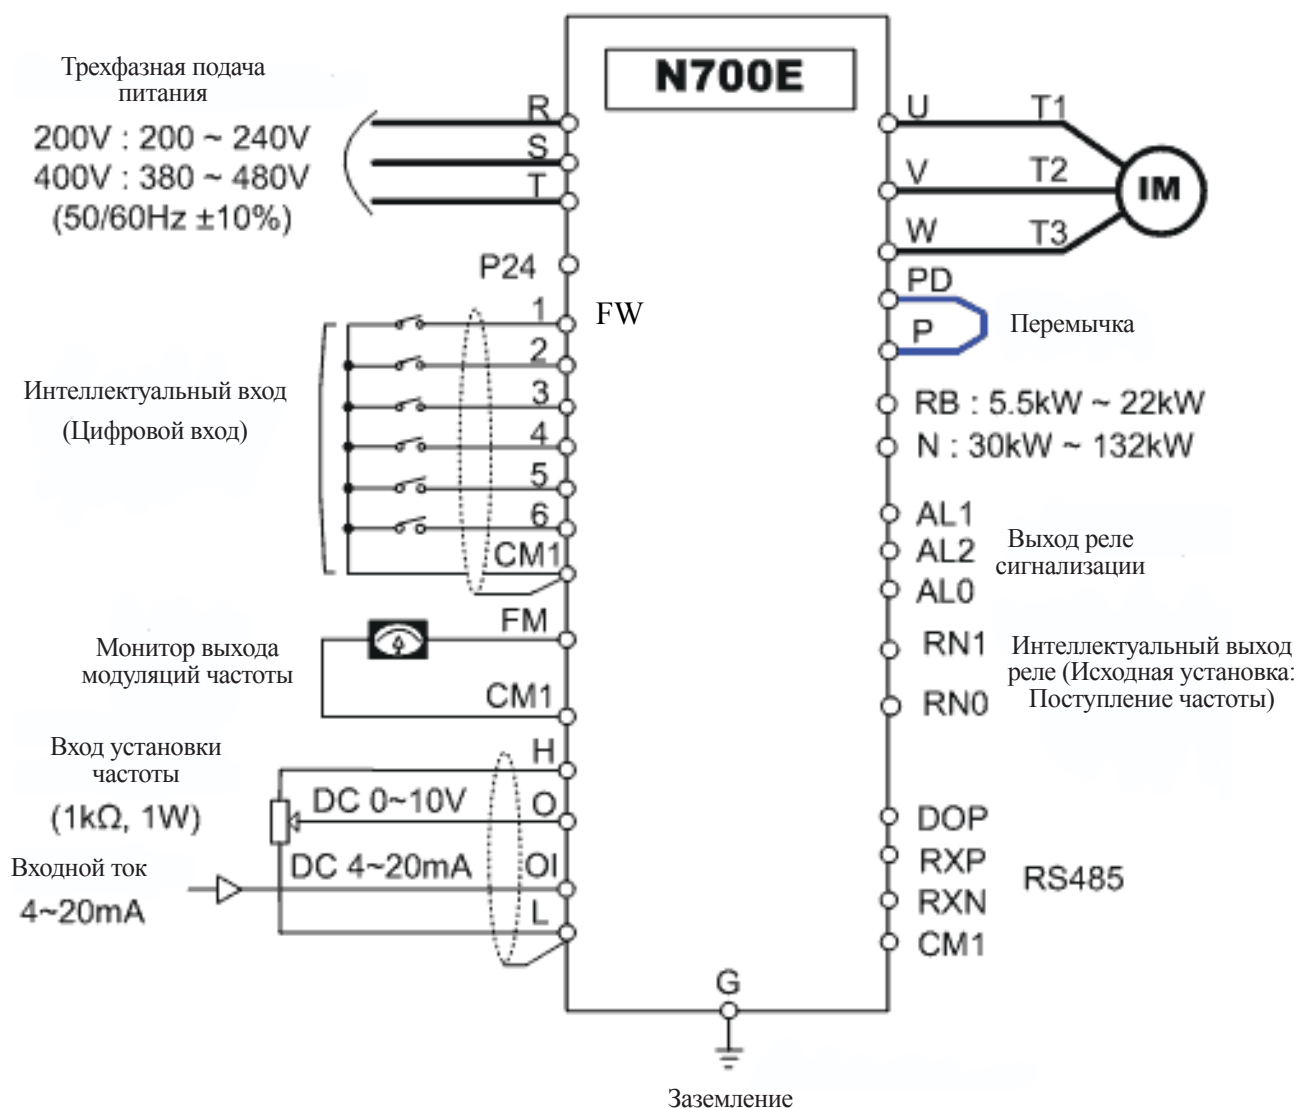 N700E
Трехфазная подача
питания
200V : 200 ~ 240V
400V : 380 ~ 480V
(50/60Hz ±10%)
R
S
T
P24
1
FW
2
3
4
5
6
CM1
Интеллектуальный вход
(Цифровой вход)
FM
CM1
Монитор выхода
модуляций частоты
Вход установки
частоты
(1kΩ, 1W)
H
DC 0~10V
O
DC 4~20mA
OI
L
Входной ток
4~20mA
U
T1
V
T2
W
T3
IM
PD
P
Перемычка
RB : 5.5kW ~ 22kW
N : 30kW ~ 132kW
AL1
AL2
AL0
Выход реле
сигнализации
RN1
RN0
Интеллектуальный выход
реле (Исходная установка:
Поступление частоты)
DOP
RXP
RXN
CM1
RS485
G
Заземление